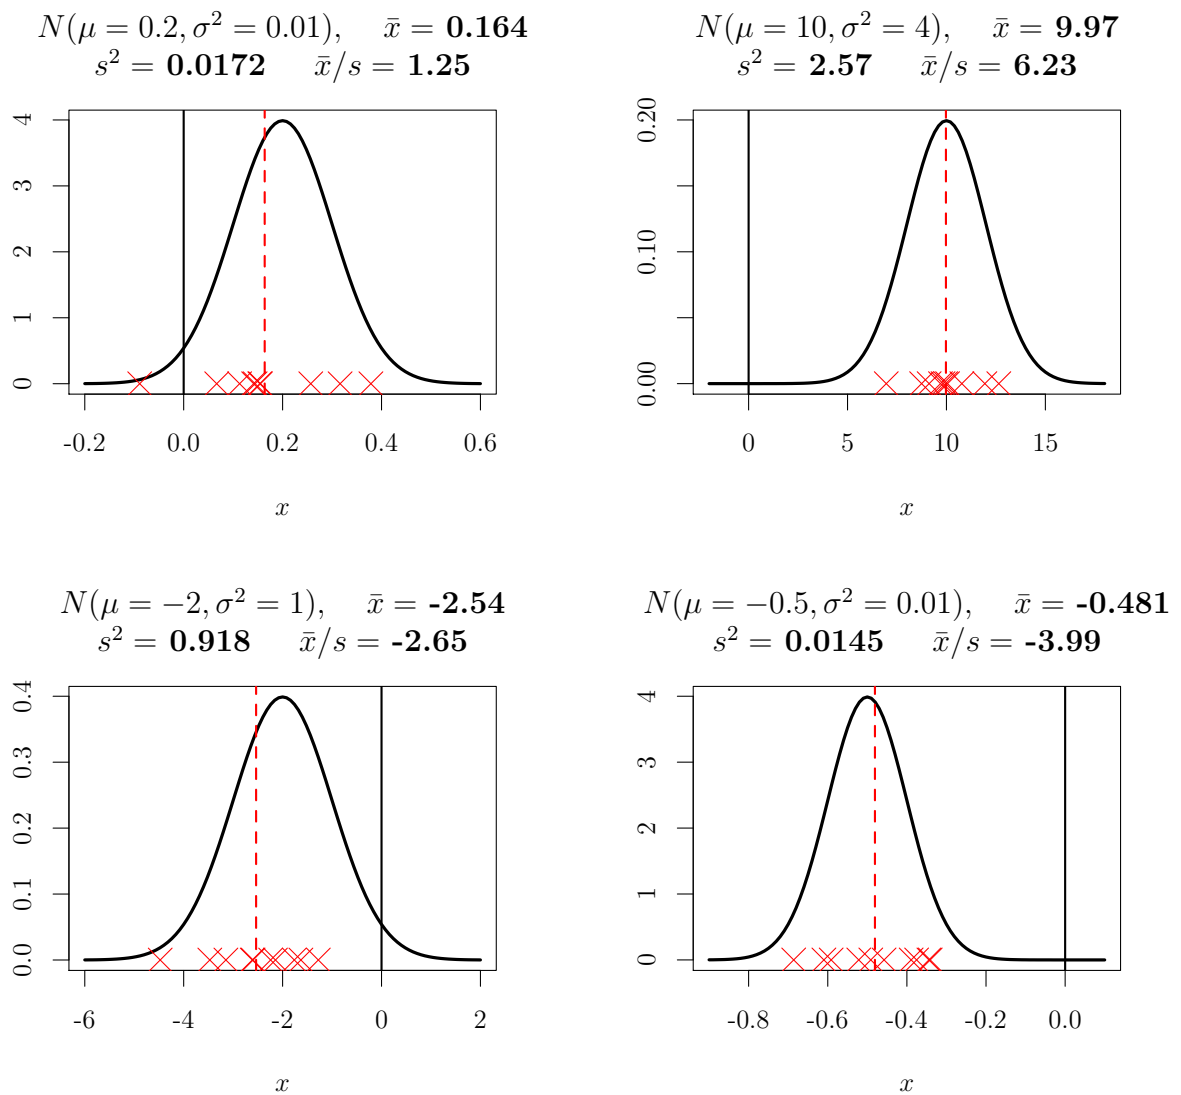 N(μ = 0.2, σ² = 0.01), x̄ = 0.164
s² = 0.0172 x̄/s = 1.25
4
3
2
1
0
-0.2 0.0 0.2 0.4 0.6
x
N(μ = 10, σ² = 4), x̄ = 9.97
s² = 2.57 x̄/s = 6.23
0.20
0.10
0.00
0 5 10 15
x
N(μ = −2, σ² = 1), x̄ = -2.54
s² = 0.918 x̄/s = -2.65
0.4
0.3
0.2
0.1
0.0
-6 -4 -2 0 2
x
N(μ = −0.5, σ² = 0.01), x̄ = -0.481
s² = 0.0145 x̄/s = -3.99
4
3
2
1
0
-0.8 -0.6 -0.4 -0.2 0.0
x